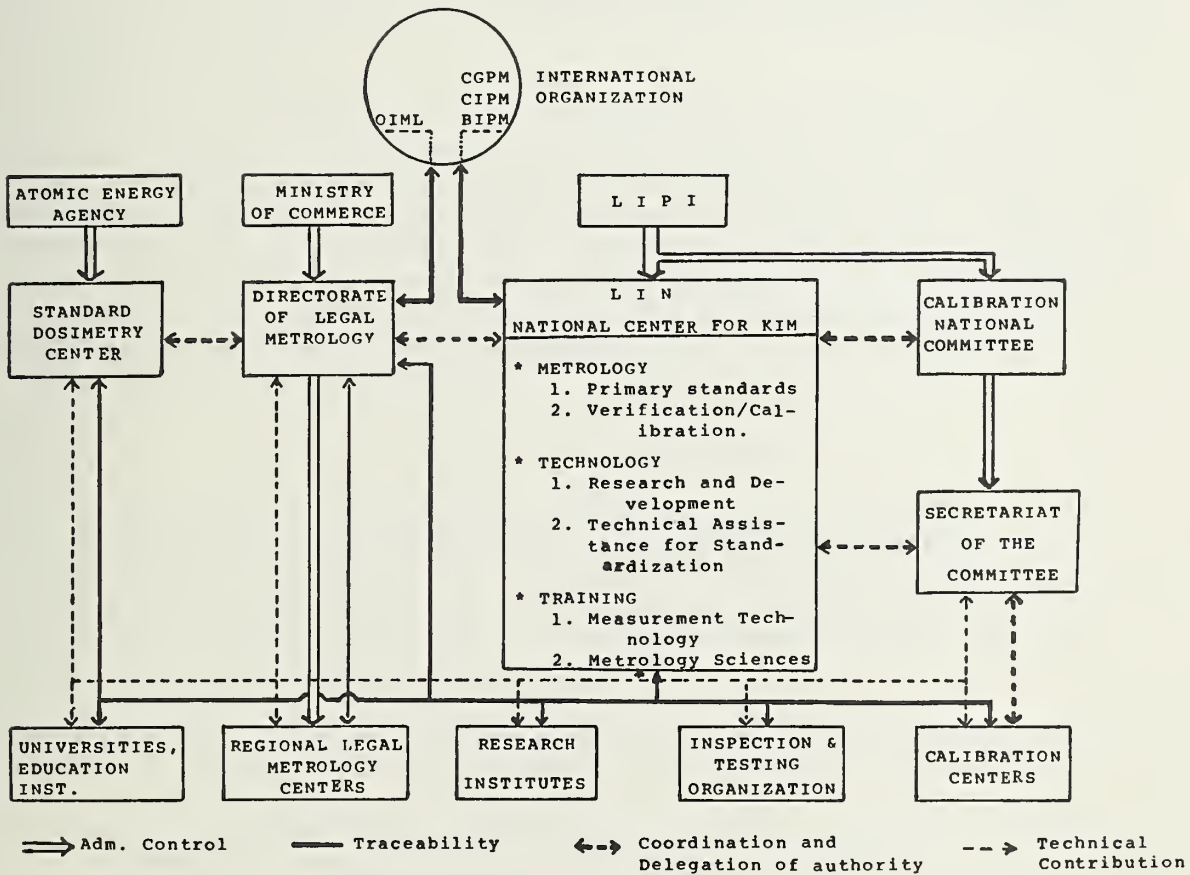 CGPM
CIPM
OIML BIPM
INTERNATIONAL
ORGANIZATION
ATOMIC ENERGY
AGENCY
MINISTRY
OF COMMERCE
L I P I
STANDARD
DOSIMETRY
CENTER
DIRECTORATE
OF LEGAL
METROLOGY
L I N
NATIONAL CENTER FOR KIM
* METROLOGY
1. Primary standards
2. Verification/Cal-
ibration.
* TECHNOLOGY
1. Research and De-
velopment
2. Technical Assis-
tance for Stand-
ardization
* TRAINING
1. Measurement Tech-
nology
2. Metrology Sciences
CALIBRATION
NATIONAL
COMMITTEE
SECRETARIAT
OF THE
COMMITTEE
UNIVERSITIES,
EDUCATION
INST.
REGIONAL LEGAL
METROLOGY
CENTERS
RESEARCH
INSTITUTES
INSPECTION &
TESTING
ORGANIZATION
CALIBRATION
CENTERS
Adm. Control
Traceability
Coordination and
Delegation of authority
Technical
Contribution